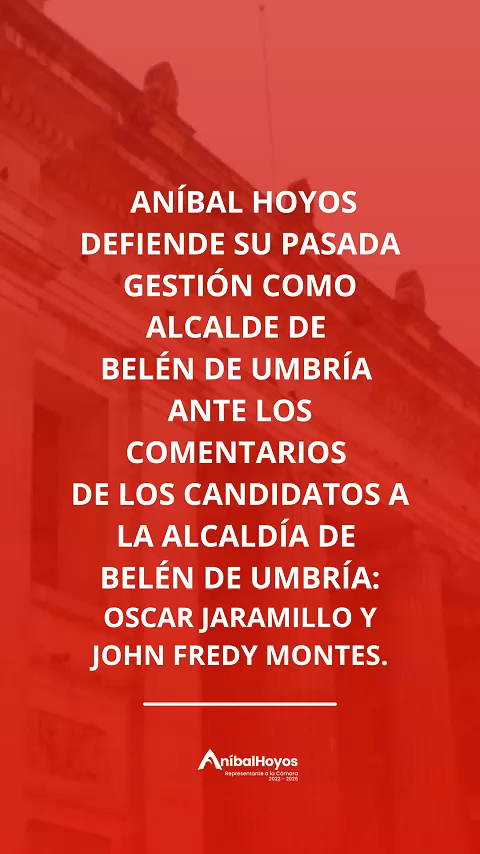 ANÍBAL HOYOS
DEFIENDE SU PASADA
GESTIÓN COMO
ALCALDE DE
BELÉN DE UMBRÍA
ANTE LOS
COMENTARIOS
DE LOS CANDIDATOS A
LA ALCALDÍA DE
BELÉN DE UMBRÍA:
OSCAR JARAMILLO Y
JOHN FREDY MONTES.
AníbalHoyos
Representante a la Cámara
2022 - 2026